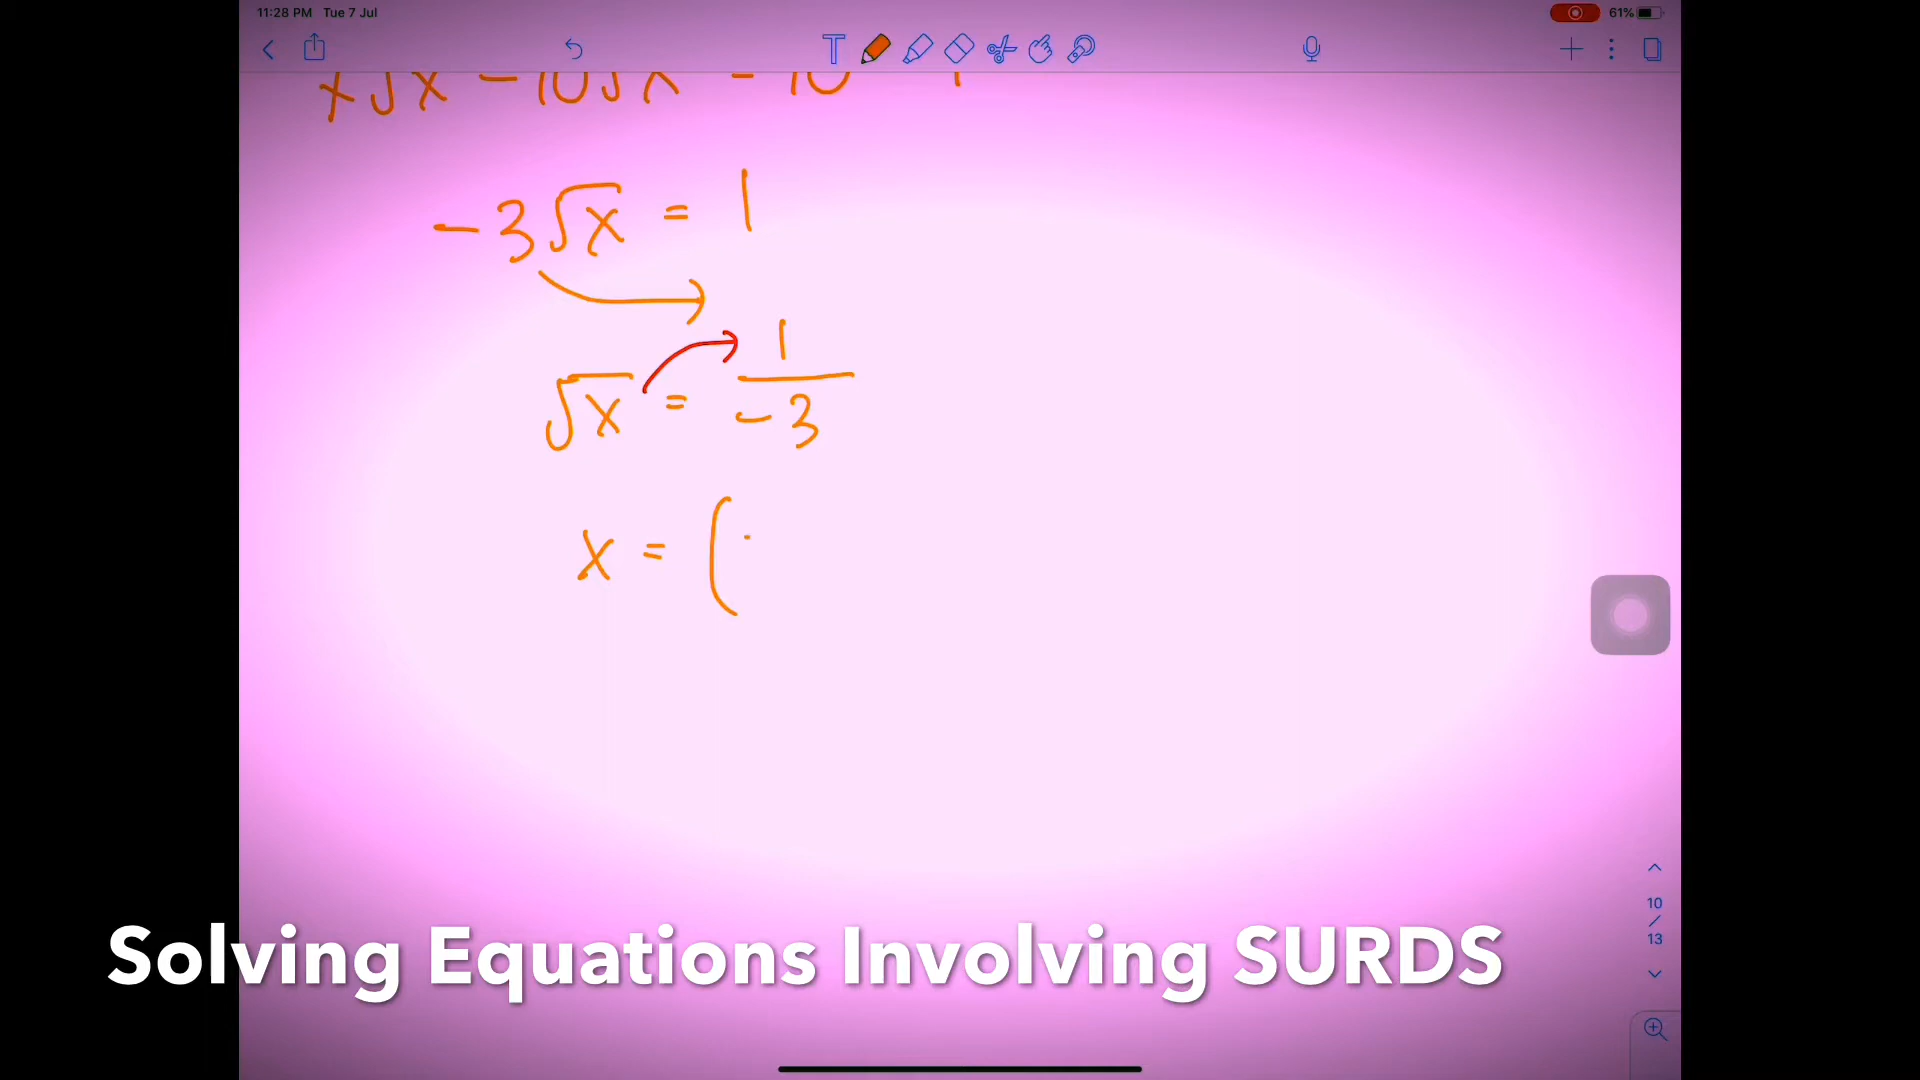 11:28 PM Tue 7 Jul
61%
-3√x = 1
√x = 1/-3
x = (
10
/
13
Solving Equations Involving SURDS